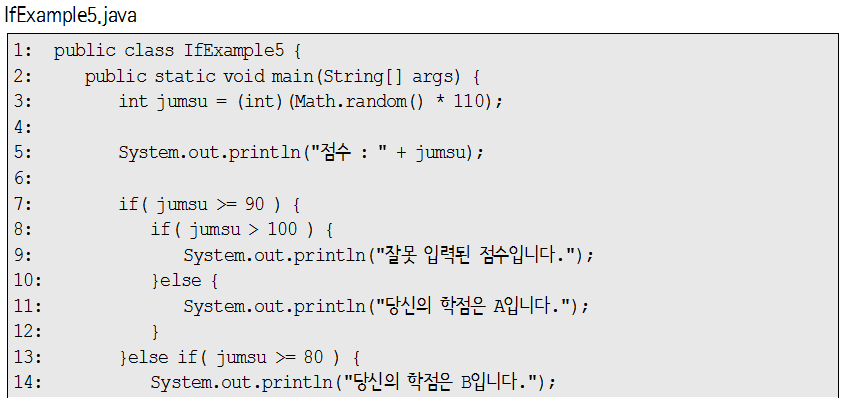 IfExample5.java
1: public class IfExample5 {
2: public static void main(String[] args) {
3: int jumsu = (int)(Math.random() * 110);
4:
5: System.out.println("점수 : " + jumsu);
6:
7: if( jumsu >= 90 ) {
8: if( jumsu > 100 ) {
9: System.out.println("잘못 입력된 점수입니다.");
10: }else {
11: System.out.println("당신의 학점은 A입니다.");
12: }
13: }else if( jumsu >= 80 ) {
14: System.out.println("당신의 학점은 B입니다.");